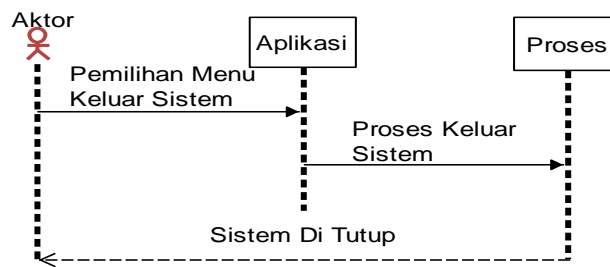 Aktor
Aplikasi
Proses
Pemilihan Menu
Keluar Sistem
Proses Keluar
Sistem
Sistem Di Tutup